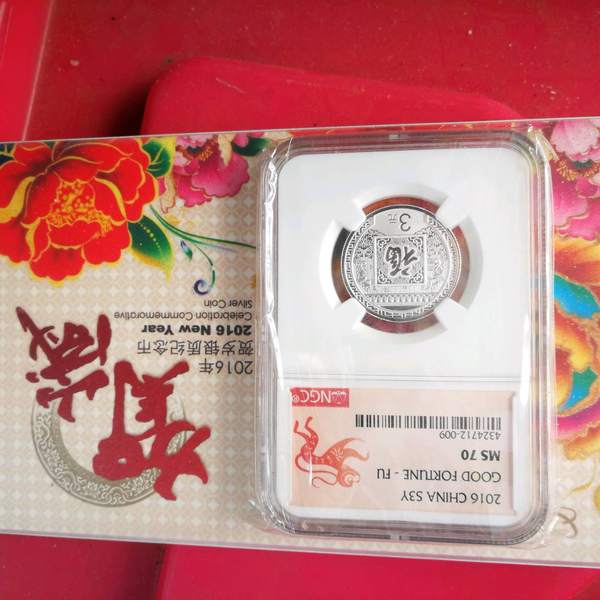 贺岁
2016年
贺岁银质纪念币
2016 New Year
Celebration Commemorative
Silver Coin
2016 CHINA S3Y
GOOD FORTUNE - FU
MS 70
4324712-009
NGC®
3元
福